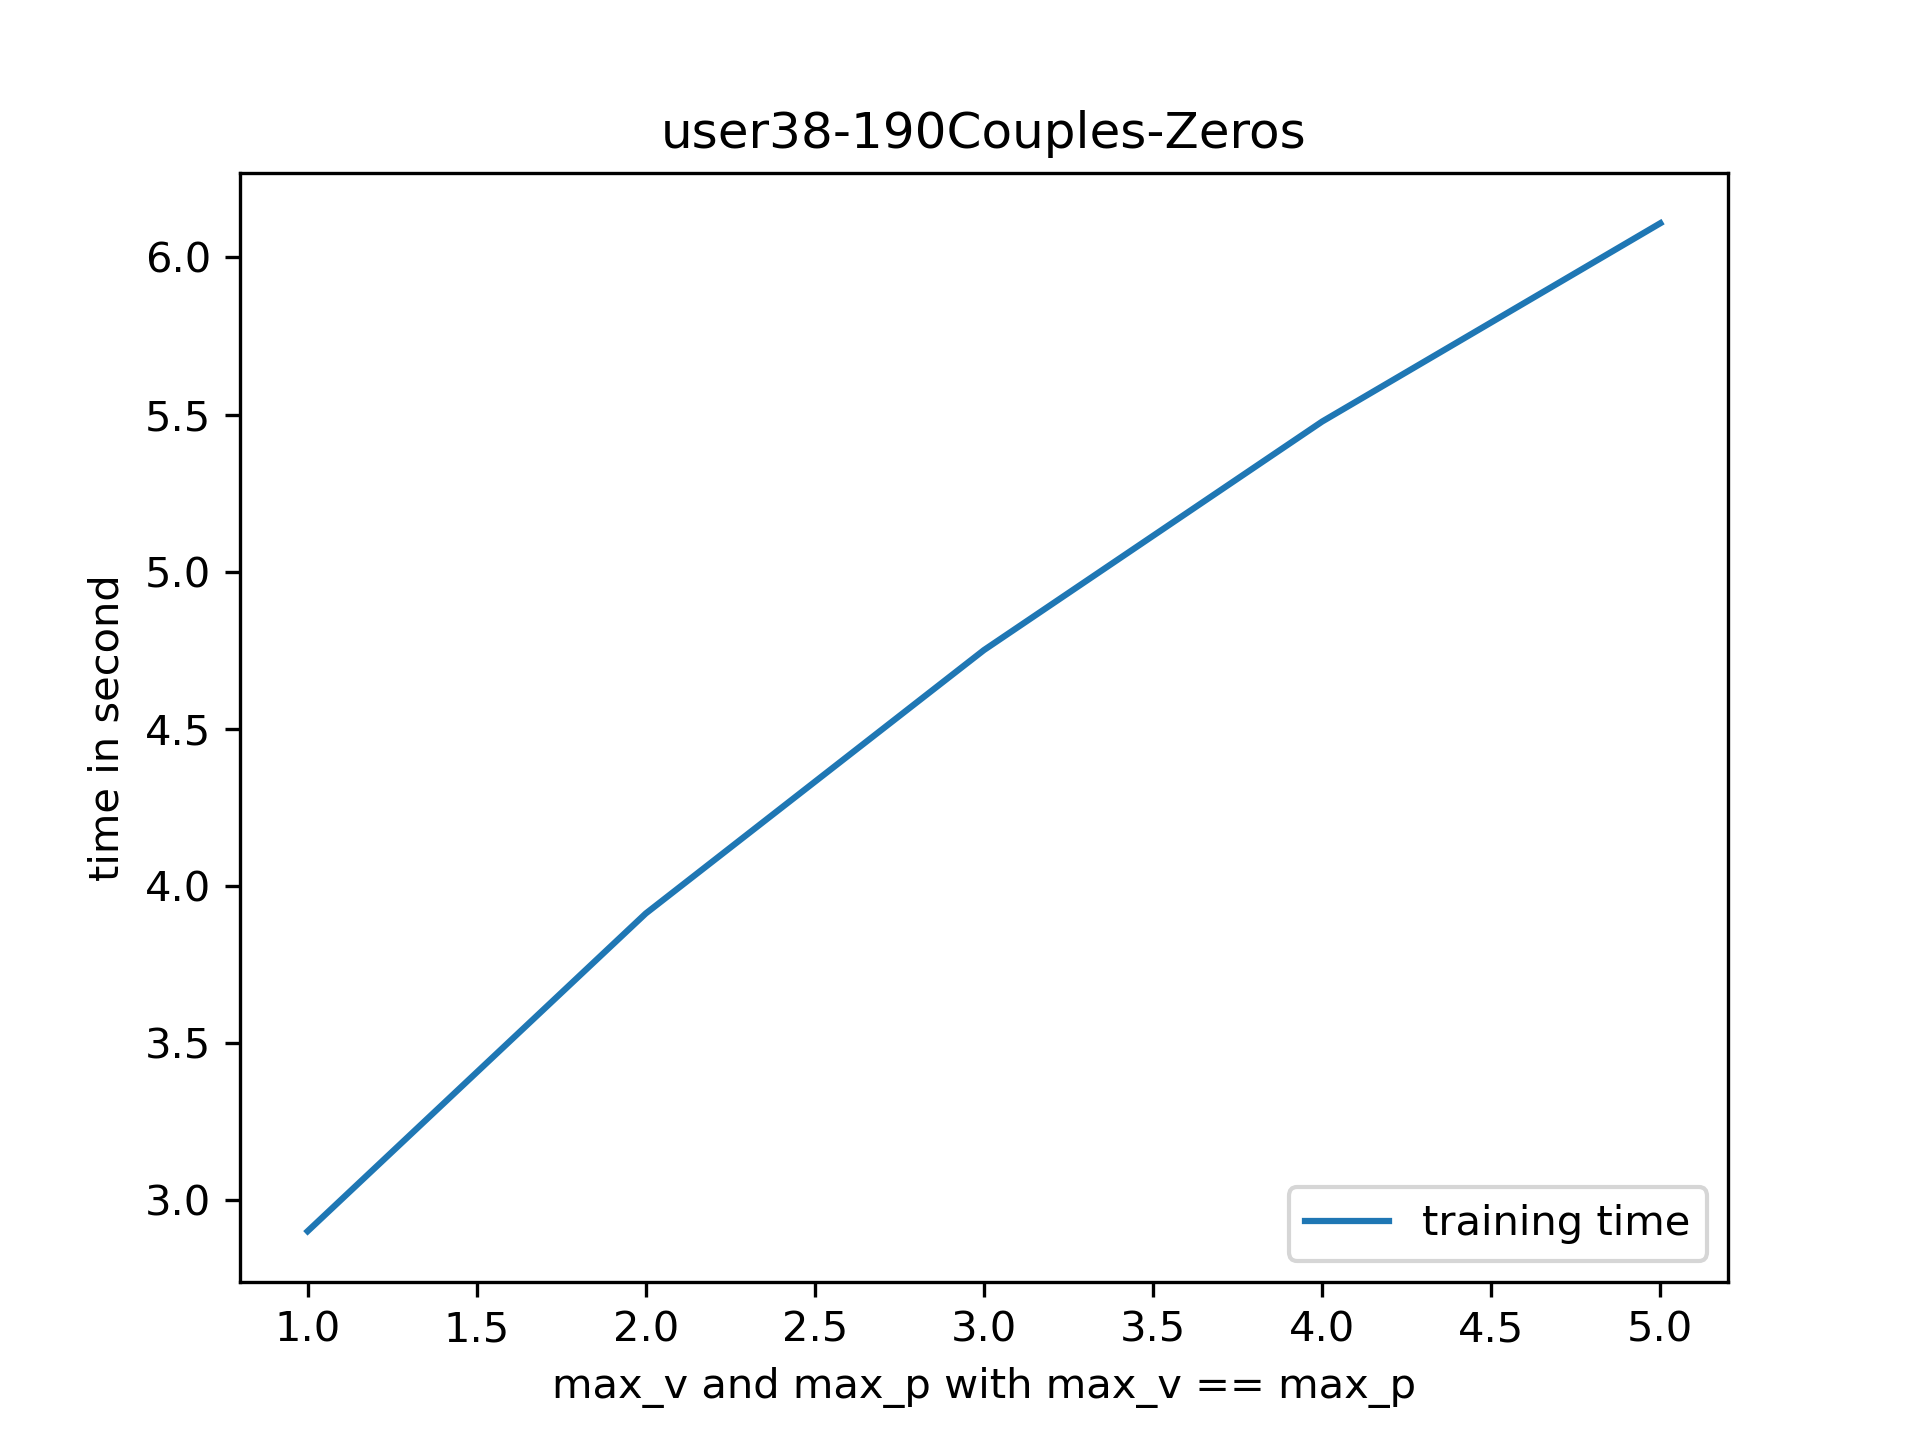 user38-190Couples-Zeros
6.0
5.5
5.0
4.5
4.0
3.5
3.0
time in second
training time
1.0 1.5 2.0 2.5 3.0 3.5 4.0 4.5 5.0
max_v and max_p with max_v == max_p